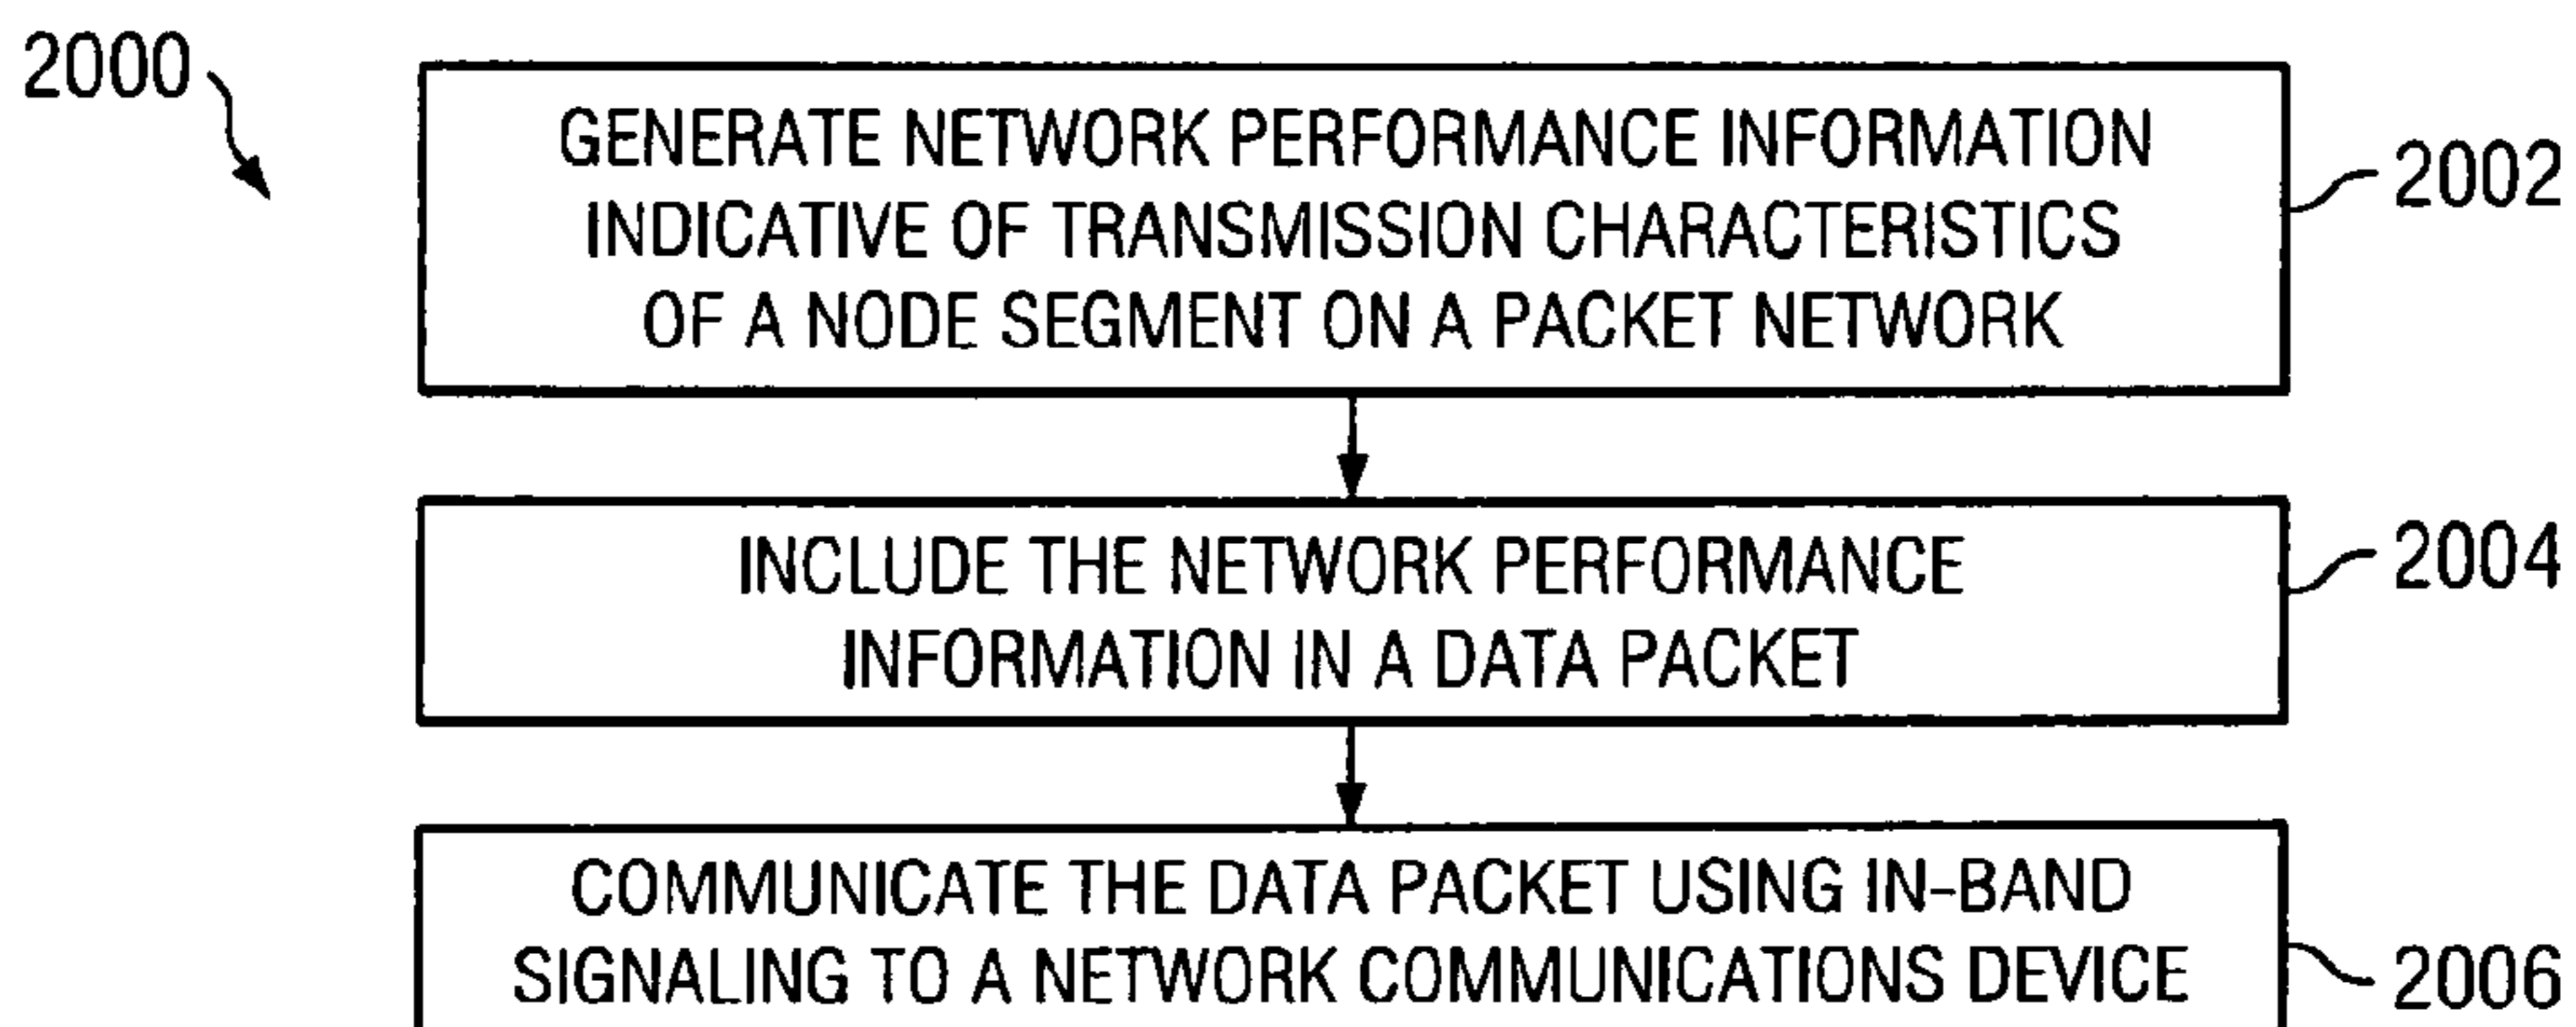 2000
GENERATE NETWORK PERFORMANCE INFORMATION
INDICATIVE OF TRANSMISSION CHARACTERISTICS
OF A NODE SEGMENT ON A PACKET NETWORK
2002
INCLUDE THE NETWORK PERFORMANCE
INFORMATION IN A DATA PACKET
2004
COMMUNICATE THE DATA PACKET USING IN-BAND
SIGNALING TO A NETWORK COMMUNICATIONS DEVICE
2006